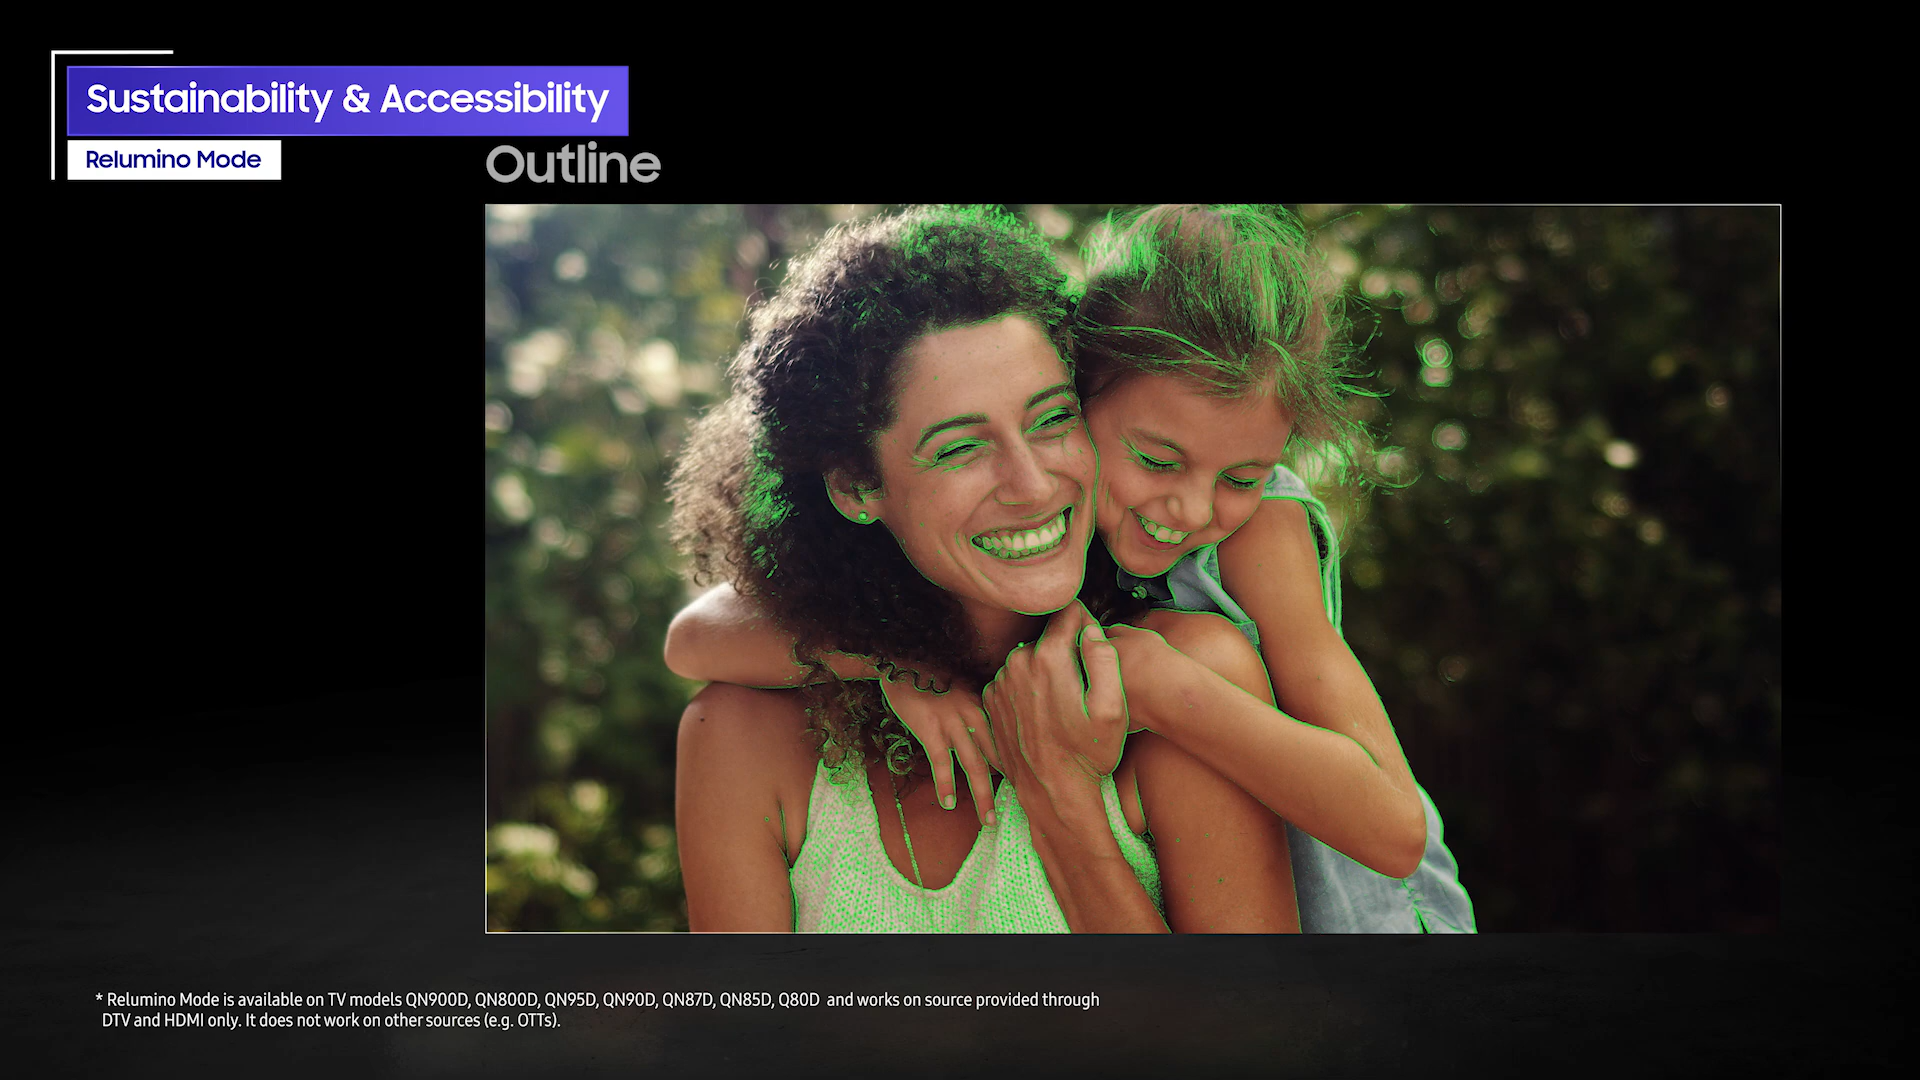 Sustainability & Accessibility
Relumino Mode
Outline
* Relumino Mode is available on TV models QN900D, QN800D, QN95D, QN90D, QN87D, QN85D, Q80D and works on source provided through
DTV and HDMI only. It does not work on other sources (e.g. OTTs).